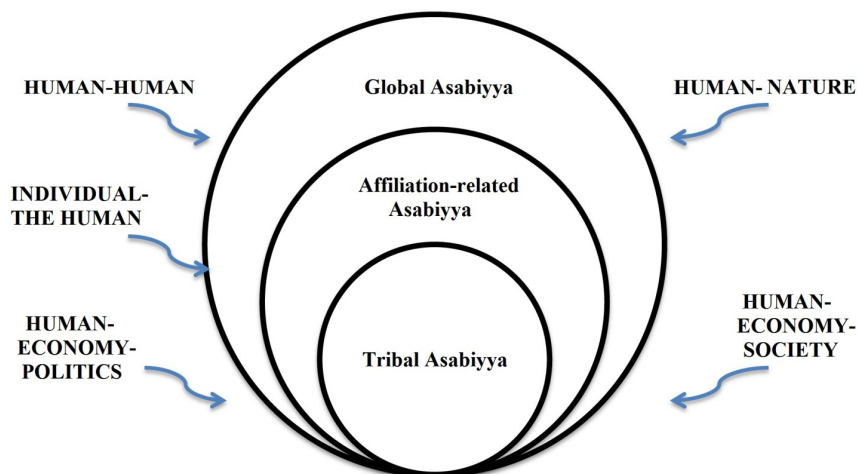 HUMAN-HUMAN
Global Asabiyya
HUMAN- NATURE
Affiliation-related
Asabiyya
INDIVIDUAL-
THE HUMAN
HUMAN-
ECONOMY-
POLITICS
Tribal Asabiyya
HUMAN-
ECONOMY-
SOCIETY